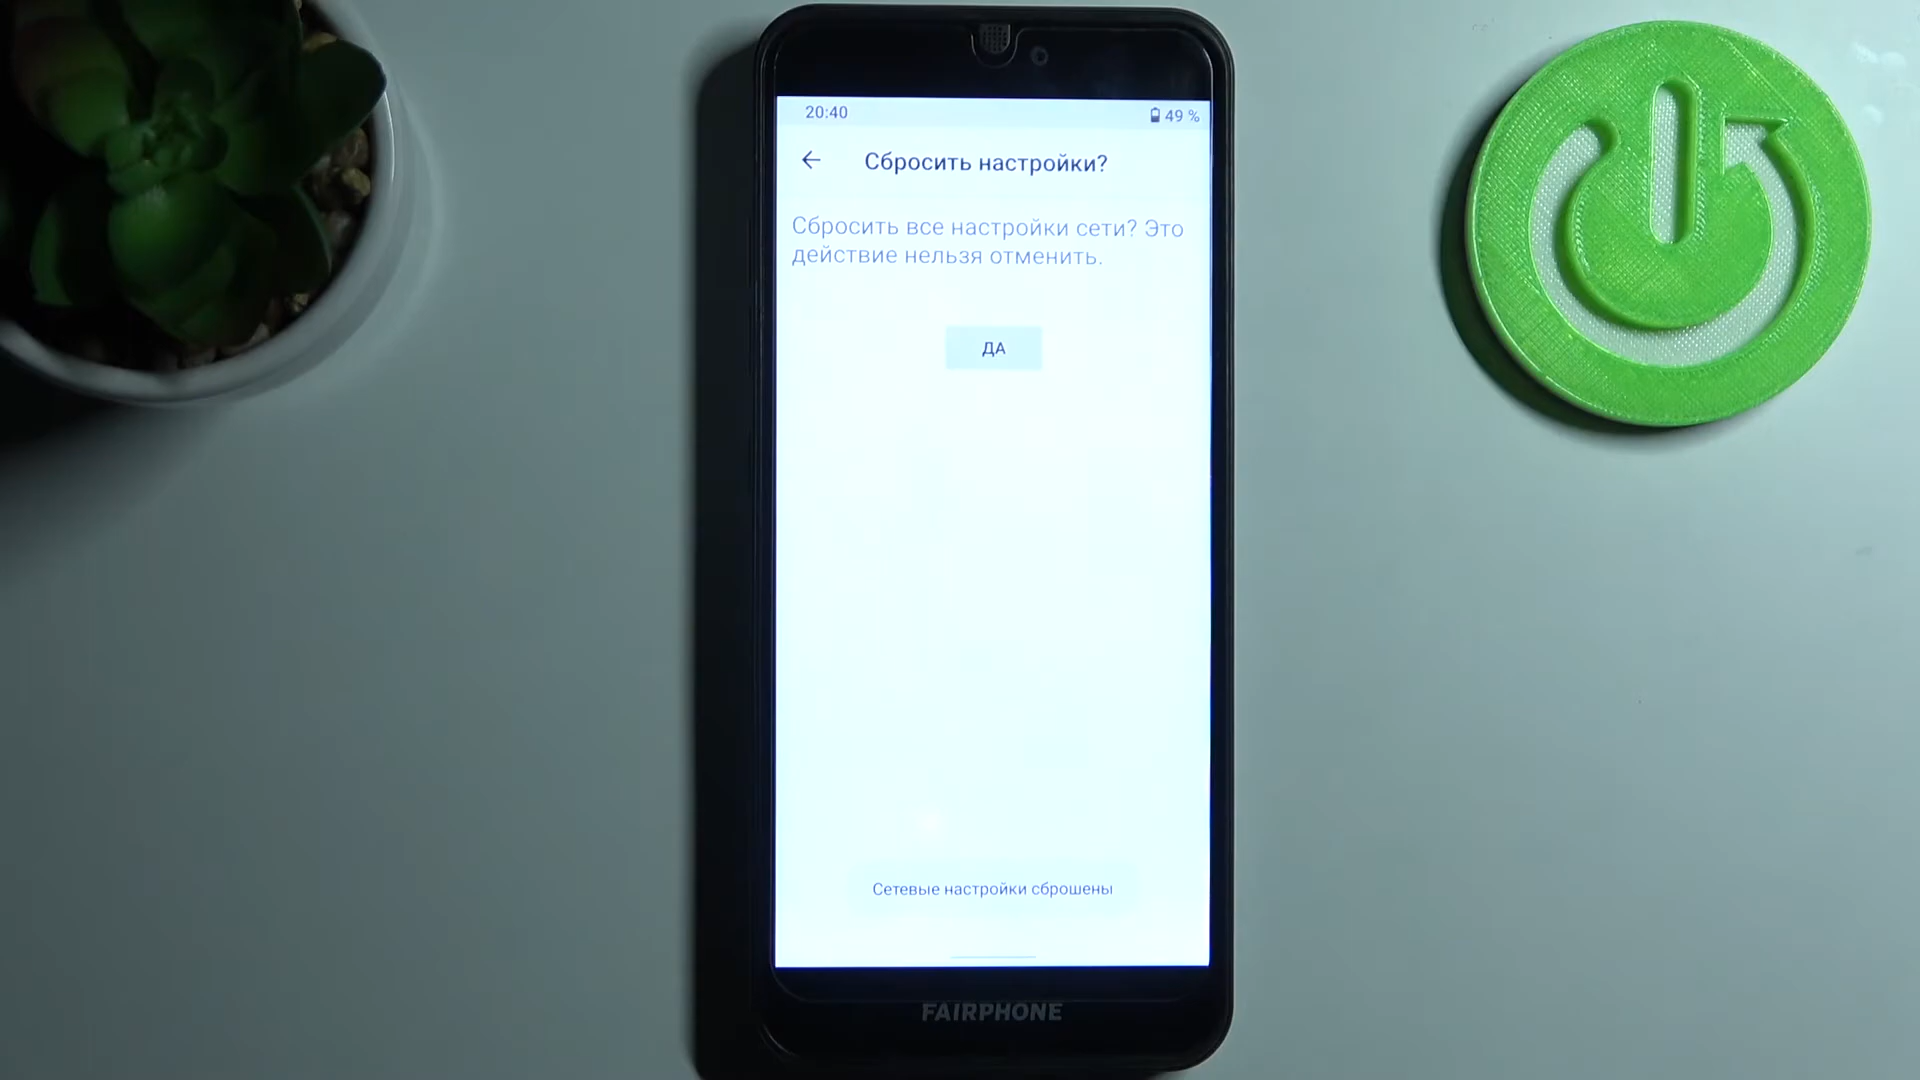 20:40
49 %
Сбросить настройки?
Сбросить все настройки сети? Это
действие нельзя отменить.
ДА
Сетевые настройки сброшены
FAIRPHONE